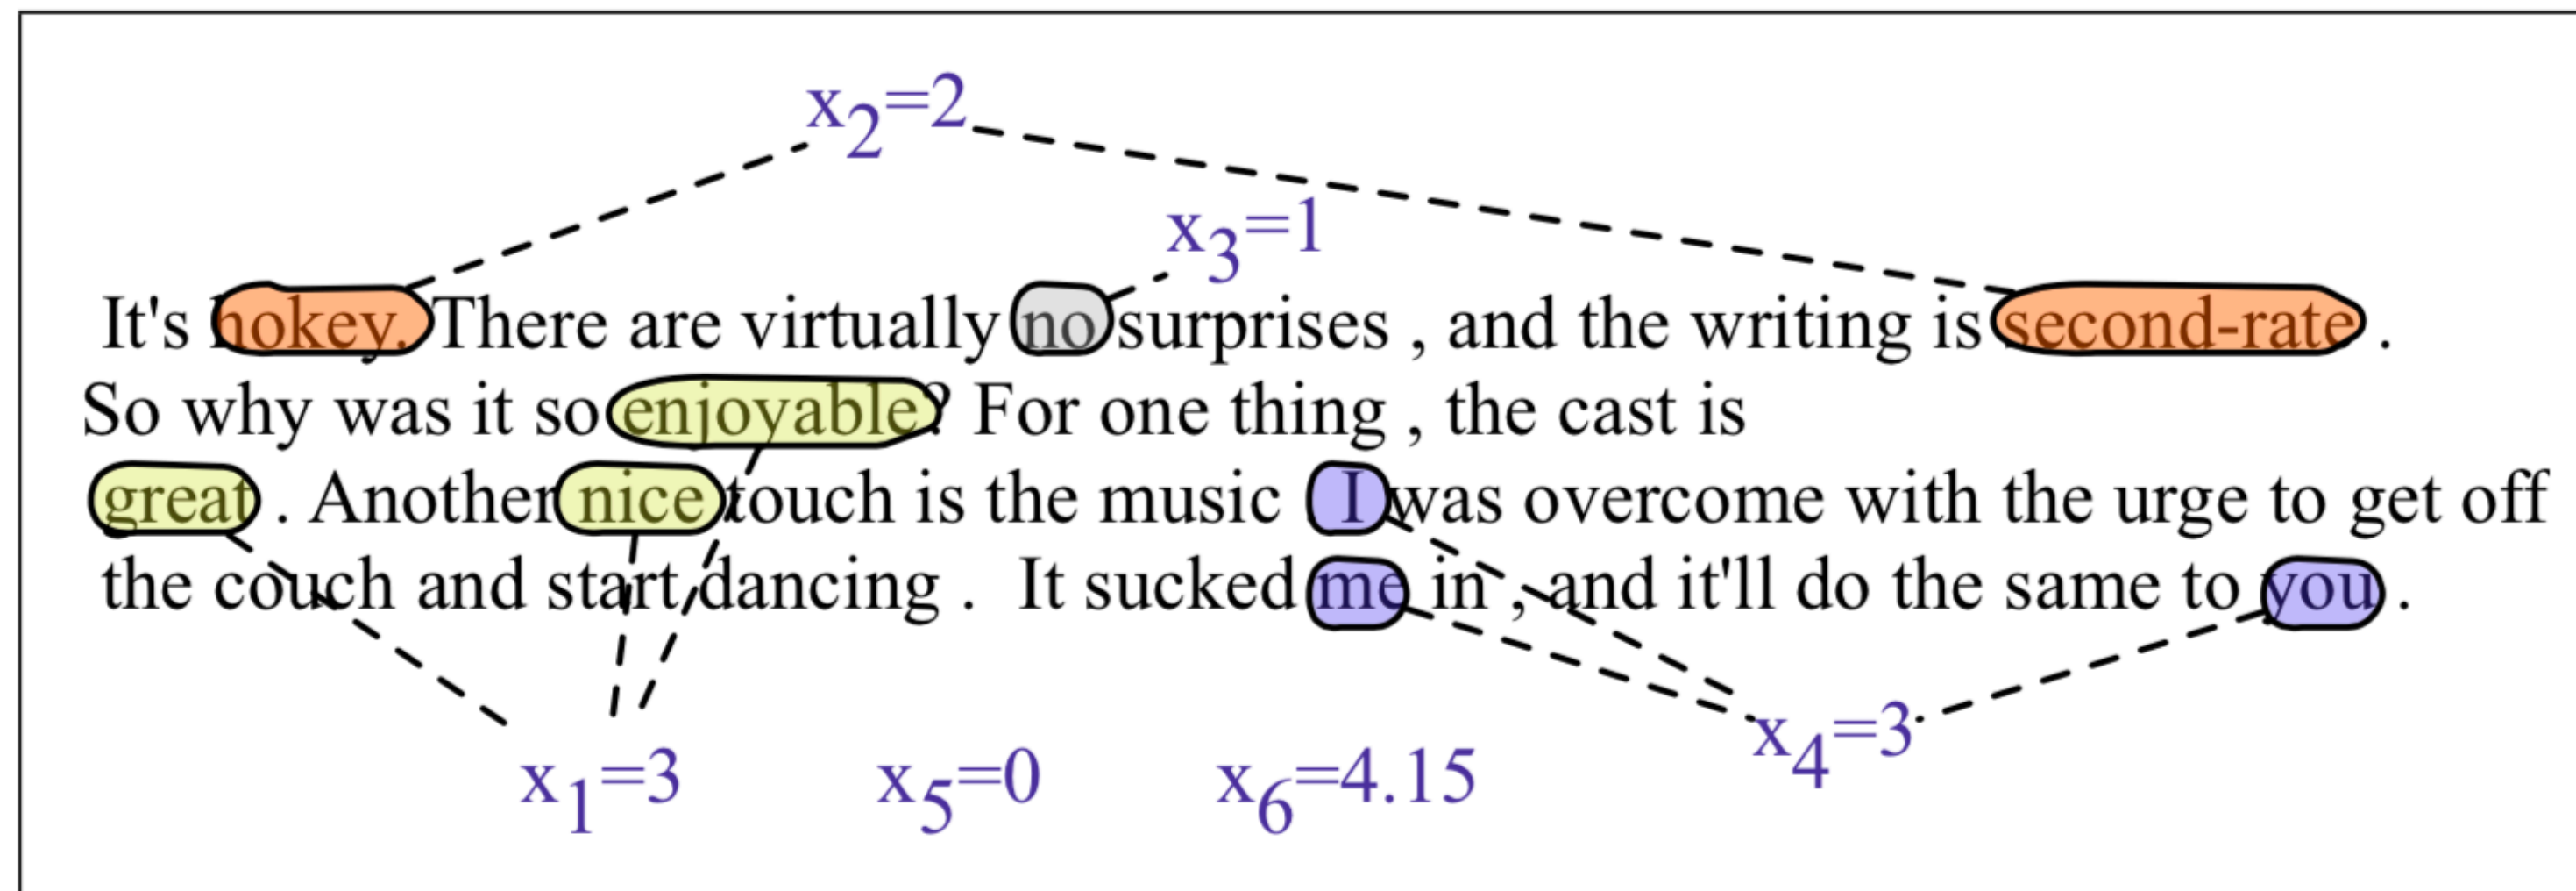 x2=2
x3=1
It's hokey. There are virtually no surprises , and the writing is second-rate .
So why was it so enjoyable? For one thing , the cast is
great . Another nice touch is the music I was overcome with the urge to get off
the couch and start dancing . It sucked me in , and it'll do the same to you .
x4=3
x1=3 x5=0 x6=4.15